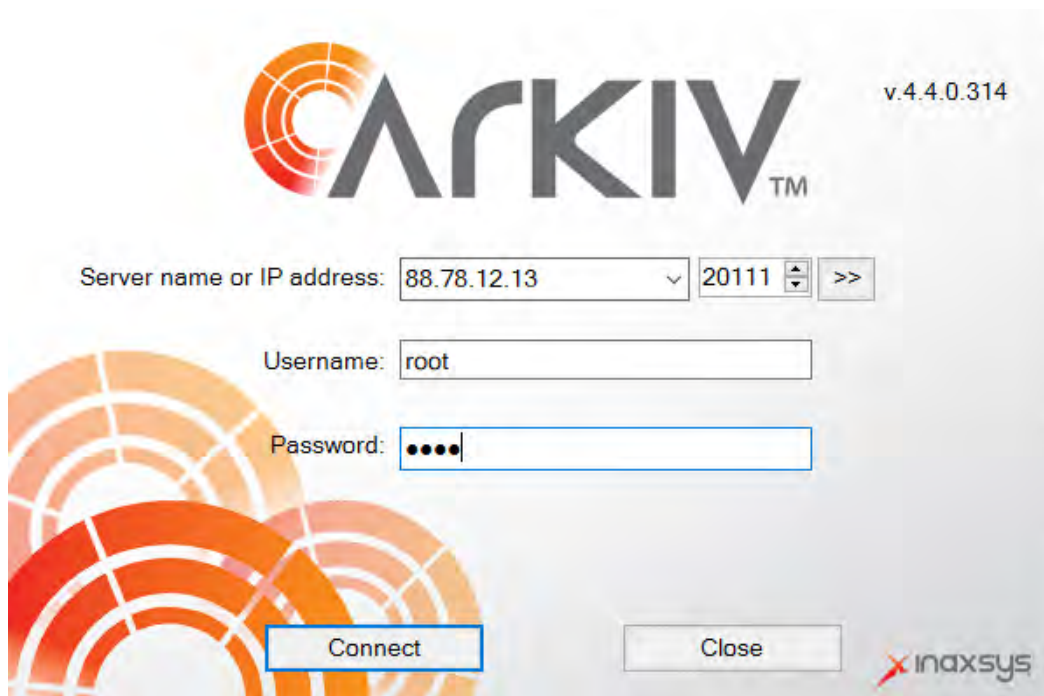 ArKIV TM
v.4.4.0.314
Server name or IP address: 88.78.12.13 20111 >>
Username: root
Password: ●●●●
Connect Close
inaxsys